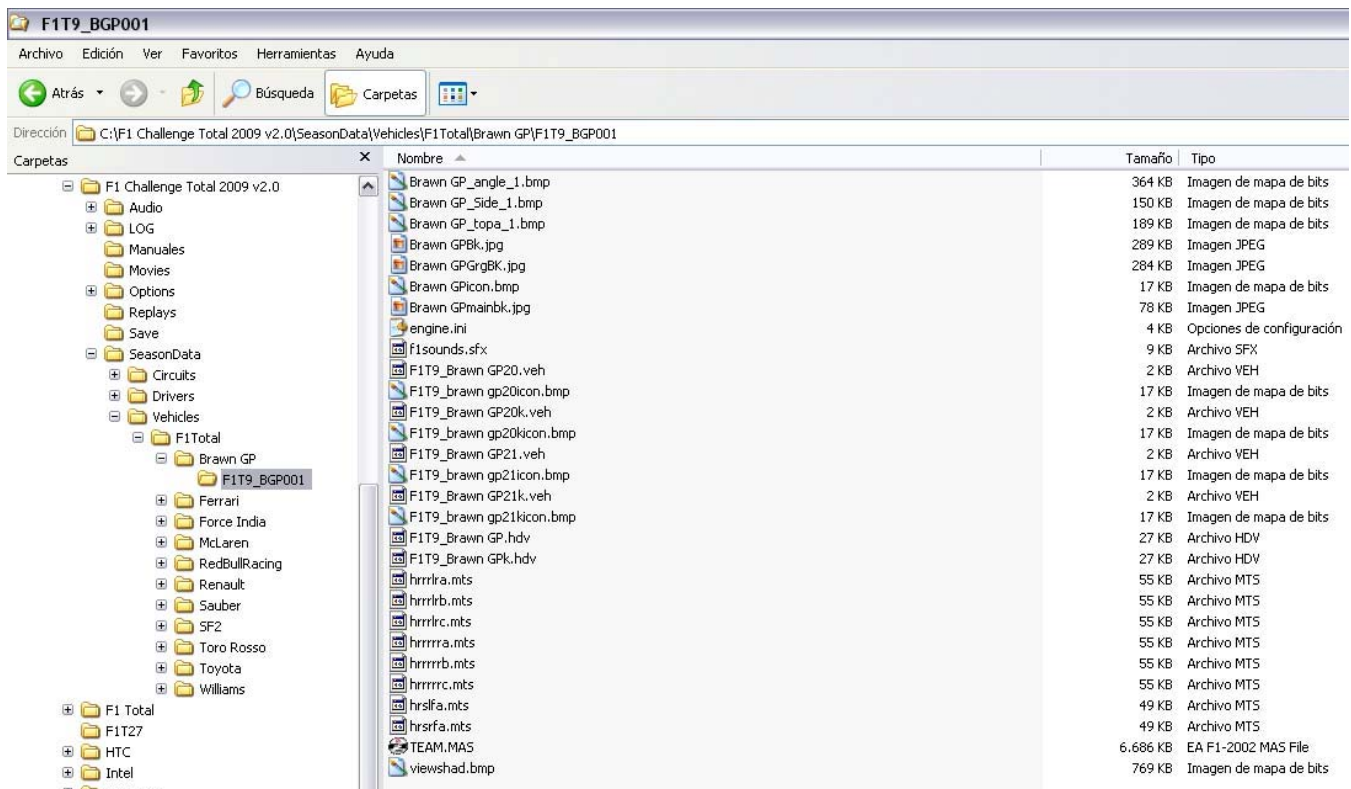 F1T9_BGP001
Archivo Edición Ver Favoritos Herramientas Ayuda
Atrás Búsqueda Carpetas
Dirección C:\F1 Challenge Total 2009 v2.0\SeasonData\Vehicles\F1Total\Brawn GP\F1T9_BGP001
Carpetas x Nombre Tamaño Tipo
F1 Challenge Total 2009 v2.0
Audio
LOG
Manuales
Movies
Options
Replays
Save
SeasonData
Circuits
Drivers
Vehicles
F1Total
Brawn GP
F1T9_BGP001
Ferrari
Force India
McLaren
RedBullRacing
Renault
Sauber
SF2
Toro Rosso
Toyota
Williams
F1 Total
F1T27
HTC
Intel
Brawn GP_angle_1.bmp 364 KB Imagen de mapa de bits
Brawn GP_Side_1.bmp 150 KB Imagen de mapa de bits
Brawn GP_topa_1.bmp 189 KB Imagen de mapa de bits
Brawn GPBk.jpg 289 KB Imagen JPEG
Brawn GPGrgBK.jpg 284 KB Imagen JPEG
Brawn GPicon.bmp 17 KB Imagen de mapa de bits
Brawn GPmainbk.jpg 78 KB Imagen JPEG
engine.ini 4 KB Opciones de configuración
f1sounds.sfx 9 KB Archivo SFX
F1T9_Brawn GP20.veh 2 KB Archivo VEH
F1T9_brawn gp20icon.bmp 17 KB Imagen de mapa de bits
F1T9_Brawn GP20k.veh 2 KB Archivo VEH
F1T9_brawn gp20kicon.bmp 17 KB Imagen de mapa de bits
F1T9_Brawn GP21.veh 2 KB Archivo VEH
F1T9_brawn gp21icon.bmp 17 KB Imagen de mapa de bits
F1T9_Brawn GP21k.veh 2 KB Archivo VEH
F1T9_brawn gp21kicon.bmp 17 KB Imagen de mapa de bits
F1T9_Brawn GP.hdv 27 KB Archivo HDV
F1T9_Brawn GPk.hdv 27 KB Archivo HDV
hrrrlra.mts 55 KB Archivo MTS
hrrrlrb.mts 55 KB Archivo MTS
hrrrlrc.mts 55 KB Archivo MTS
hrrrrra.mts 55 KB Archivo MTS
hrrrrrb.mts 55 KB Archivo MTS
hrrrrrc.mts 55 KB Archivo MTS
hrslfa.mts 49 KB Archivo MTS
hrsrfa.mts 49 KB Archivo MTS
TEAM.MAS 6.686 KB EA F1-2002 MAS File
viewshad.bmp 769 KB Imagen de mapa de bits